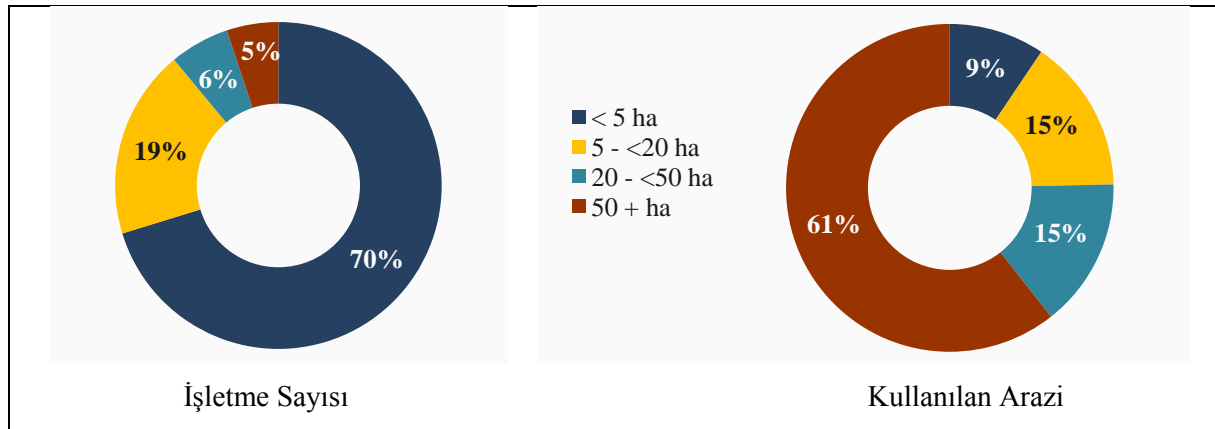 5%
6%
19%
70%
< 5 ha
5 - <20 ha
20 - <50 ha
50 + ha
9%
15%
15%
61%
İşletme Sayısı
Kullanılan Arazi